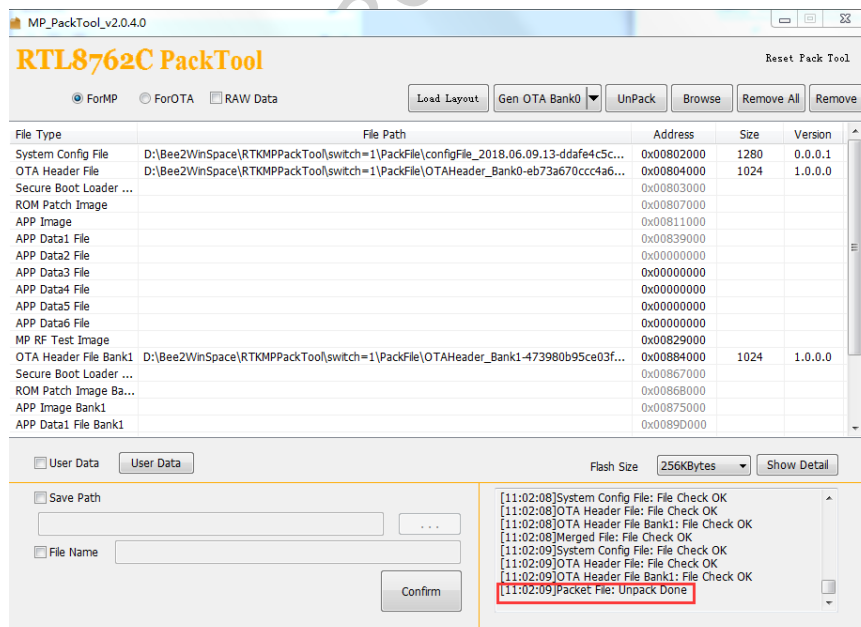 MP_PackTool_v2.0.4.0
RTL8762C PackTool
Reset Pack Tool
ForMP ForOTA RAW Data Load Layout Gen OTA Bank0 UnPack Browse Remove All Remove
File Type File Path Address Size Version
System Config File D:\Bee2WinSpace\RTKMPPackTool\switch=1\PackFile\configFile_2018.06.09.13-ddafe4c5c... 0x00802000 1280 0.0.0.1
OTA Header File D:\Bee2WinSpace\RTKMPPackTool\switch=1\PackFile\OTAHeader_Bank0-eb73a670ccc4a6... 0x00804000 1024 1.0.0.0
Secure Boot Loader ... 0x00803000
ROM Patch Image 0x00807000
APP Image 0x00811000
APP Data1 File 0x00839000
APP Data2 File 0x00000000
APP Data3 File 0x00000000
APP Data4 File 0x00000000
APP Data5 File 0x00000000
APP Data6 File 0x00000000
MP RF Test Image 0x00829000
OTA Header File Bank1 D:\Bee2WinSpace\RTKMPPackTool\switch=1\PackFile\OTAHeader_Bank1-473980b95ce03f... 0x00884000 1024 1.0.0.0
Secure Boot Loader ... 0x00867000
ROM Patch Image Ba... 0x0086B000
APP Image Bank1 0x00875000
APP Data1 File Bank1 0x0089D000
User Data User Data Flash Size 256KBytes Show Detail
Save Path
...
File Name
Confirm
[11:02:08]System Config File: File Check OK
[11:02:08]OTA Header File: File Check OK
[11:02:08]OTA Header File Bank1: File Check OK
[11:02:08]Merged File: File Check OK
[11:02:09]System Config File: File Check OK
[11:02:09]OTA Header File: File Check OK
[11:02:09]OTA Header File Bank1: File Check OK
[11:02:09]Packet File: Unpack Done